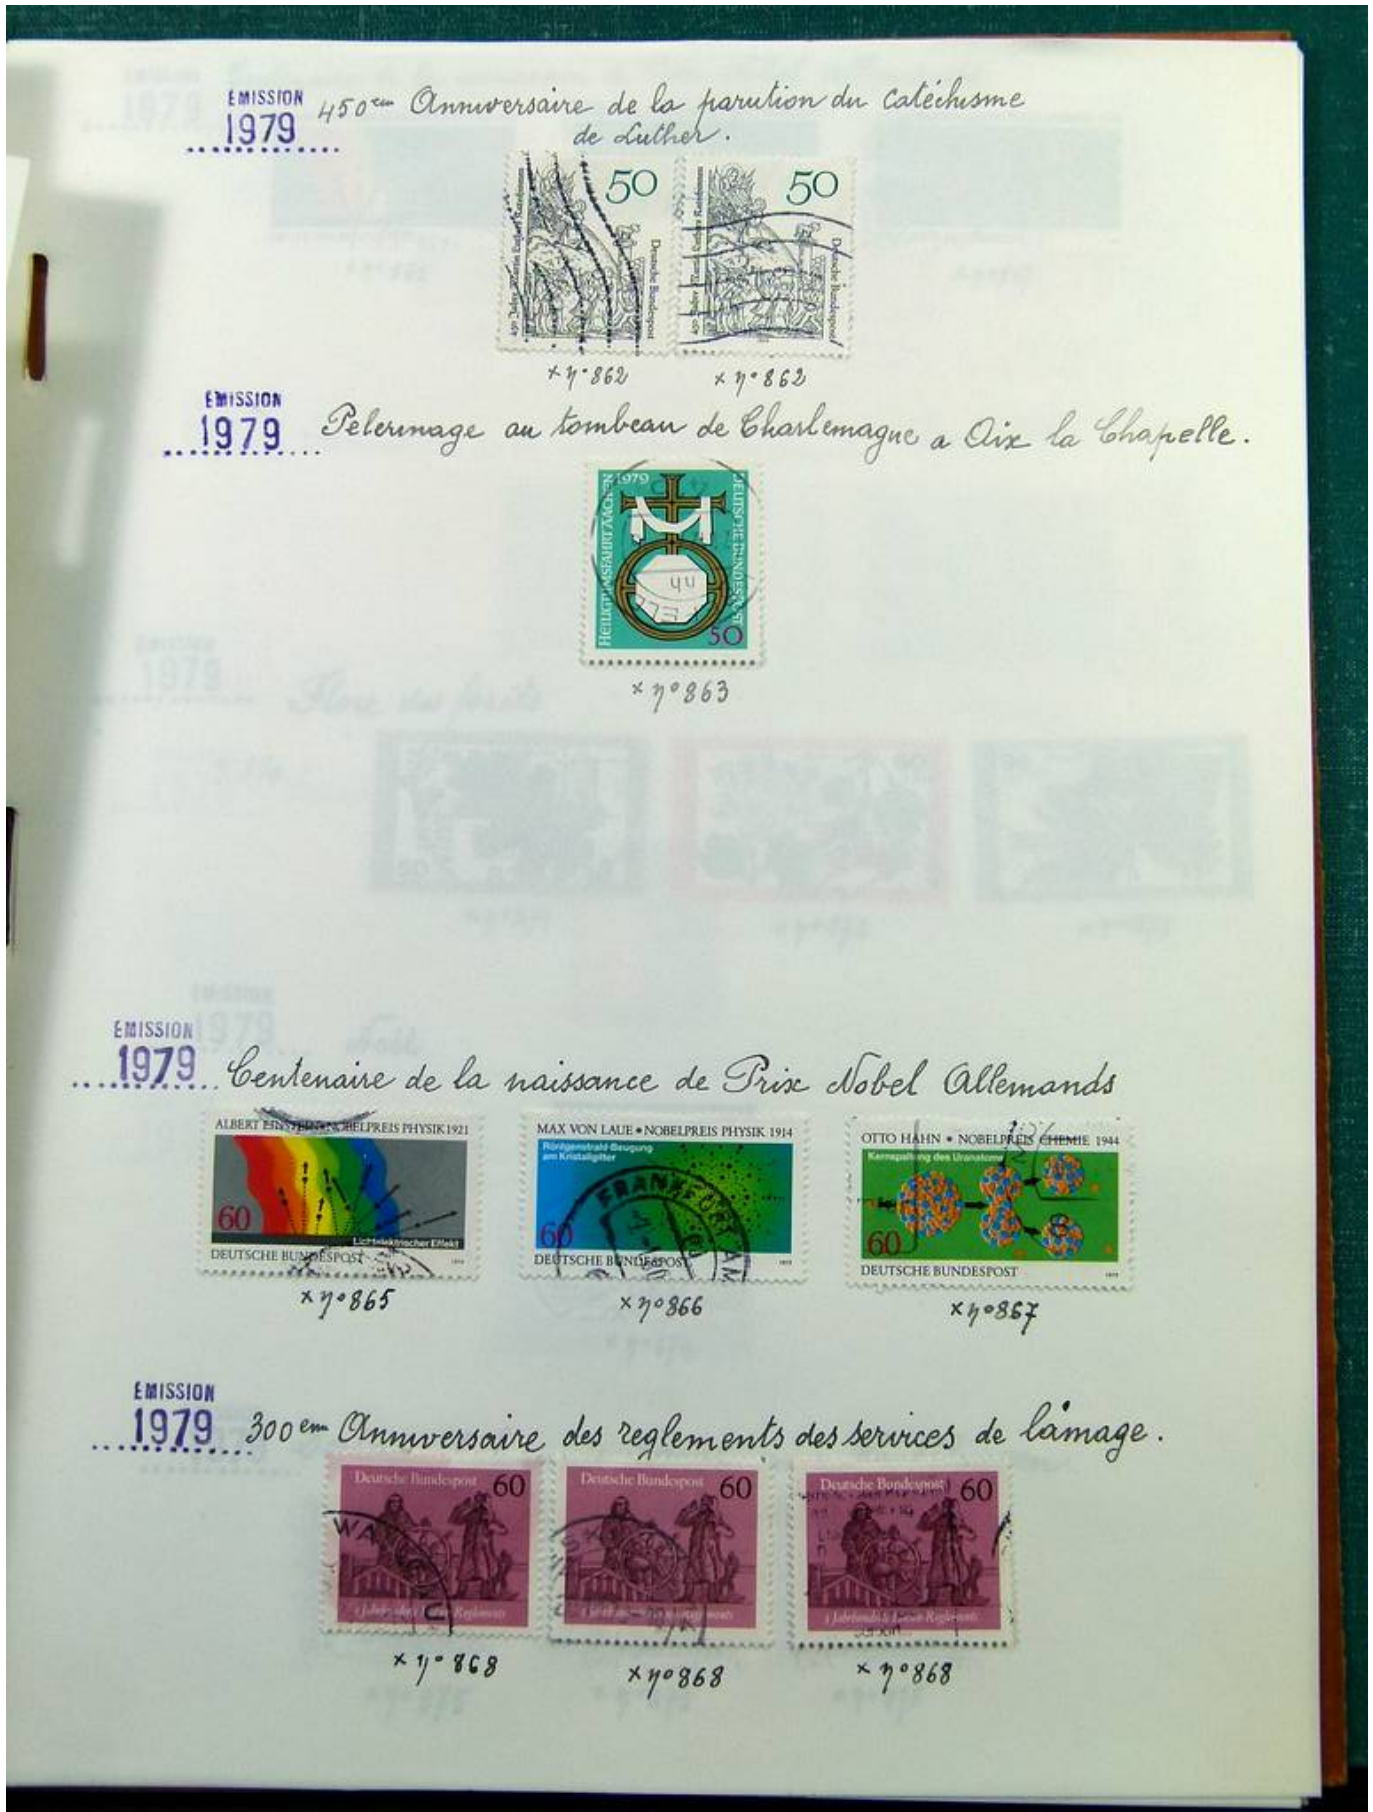 EMISSION
1979
450em Anniversaire de la parution du Catéchisme
de Luther.
50
Deutsche Bundespost
50
Deutsche Bundespost
× n° 862
× n° 862
EMISSION
1979
Pelerinage au tombeau de Charlemagne a Aix la Chapelle.
1979
HEILIGTUMSFAHRT AACHEN
DEUTSCHE BUNDESPOST
50
× n° 863
EMISSION
1979
Centenaire de la naissance de Prix Nobel Allemands
ALBERT EINSTEIN • NOBELPREIS PHYSIK 1921
60
Lichtelektrischer Effekt
DEUTSCHE BUNDESPOST
MAX VON LAUE • NOBELPREIS PHYSIK 1914
Röntgenstrahl-Beugung
am Kristallgitter
FRANKFURT AM
60
DEUTSCHE BUNDESPOST
OTTO HAHN • NOBELPREIS CHEMIE 1944
Kernspaltung des Uranatoms
60
DEUTSCHE BUNDESPOST
× n° 865
× n° 866
× n° 867
EMISSION
1979
300em Anniversaire des reglements des services de lâmage.
Deutsche Bundespost 60
Deutsche Bundespost 60
Deutsche Bundespost 60
× n° 868
× n° 868
× n° 868